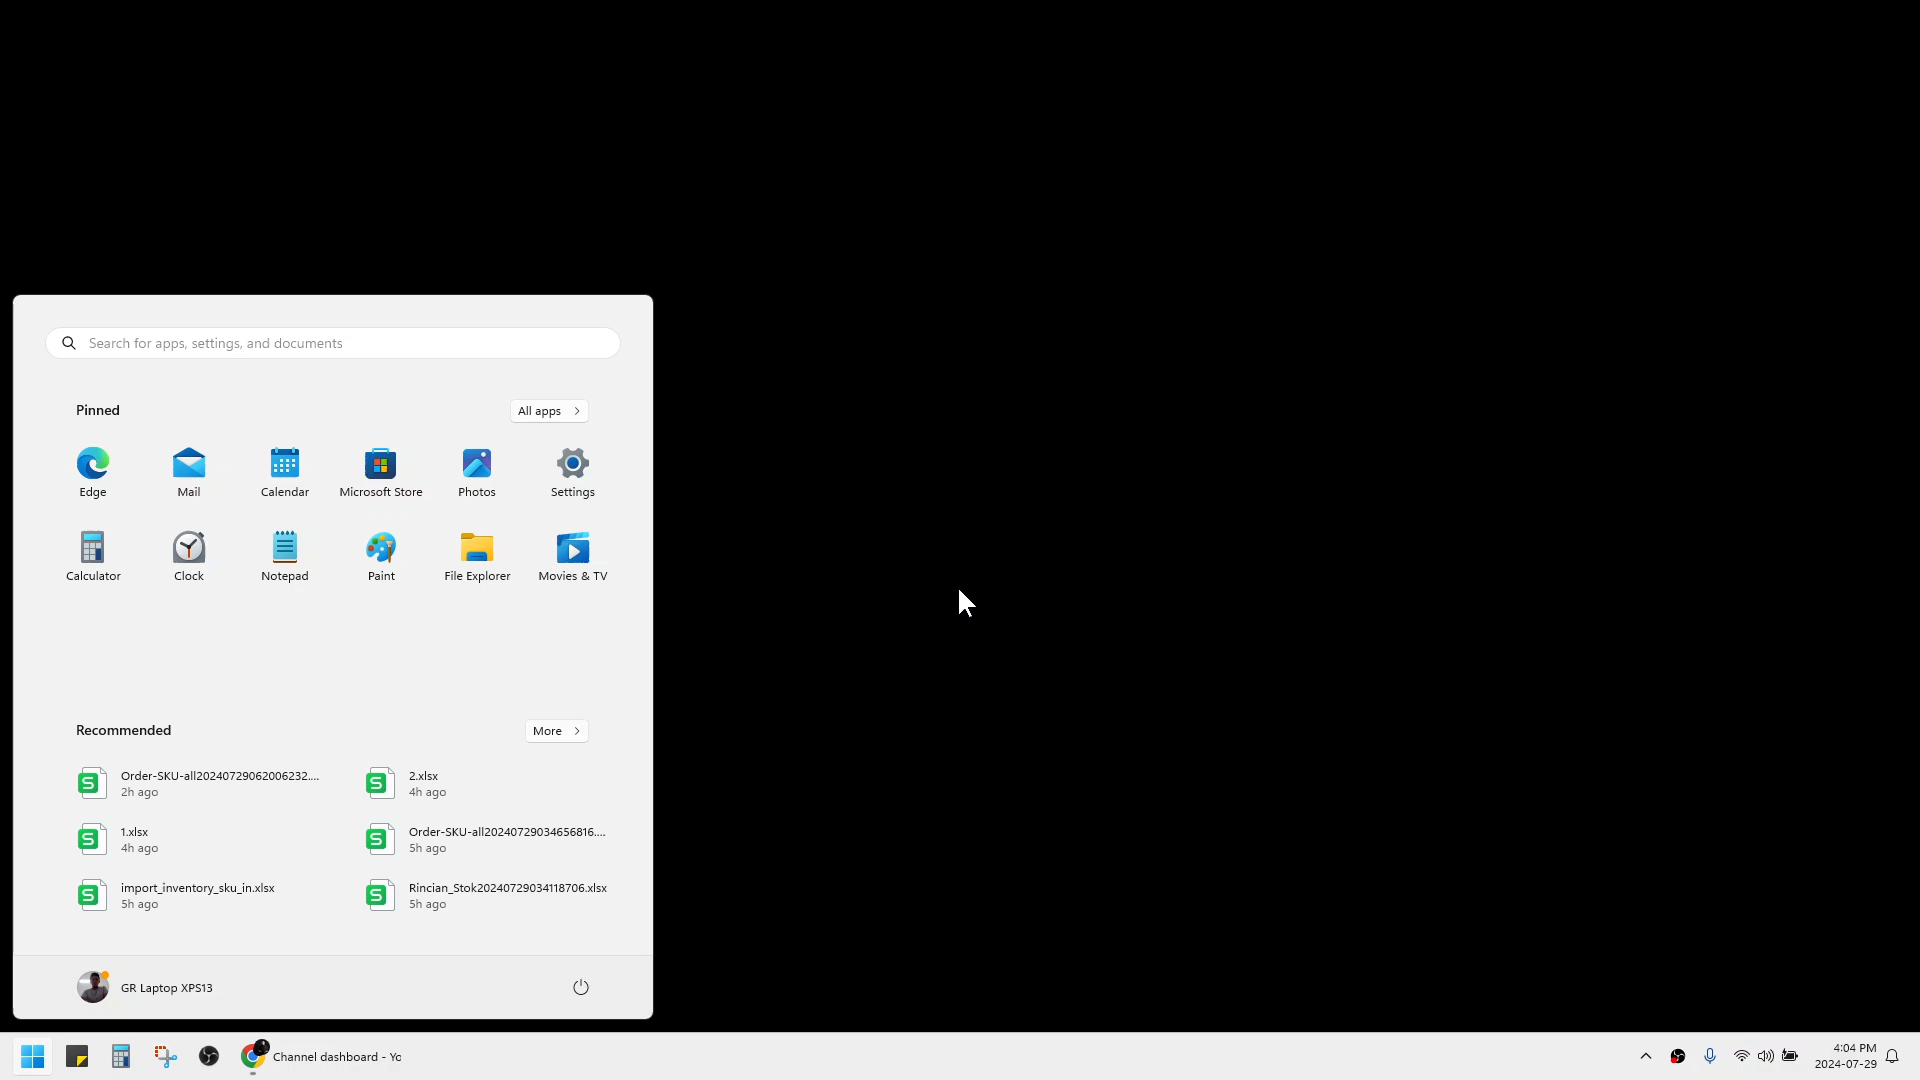 Search for apps, settings, and documents
Pinned
All apps
Edge
Mail
Calendar
Microsoft Store
Photos
Settings
Calculator
Clock
Notepad
Paint
File Explorer
Movies & TV
Recommended
More
Order-SKU-all20240729062006232....
2h ago
2.xlsx
4h ago
1.xlsx
4h ago
Order-SKU-all20240729034656816....
5h ago
import_inventory_sku_in.xlsx
5h ago
Rincian_Stok20240729034118706.xlsx
5h ago
GR Laptop XPS13
Channel dashboard - Yo
4:04 PM
2024-07-29